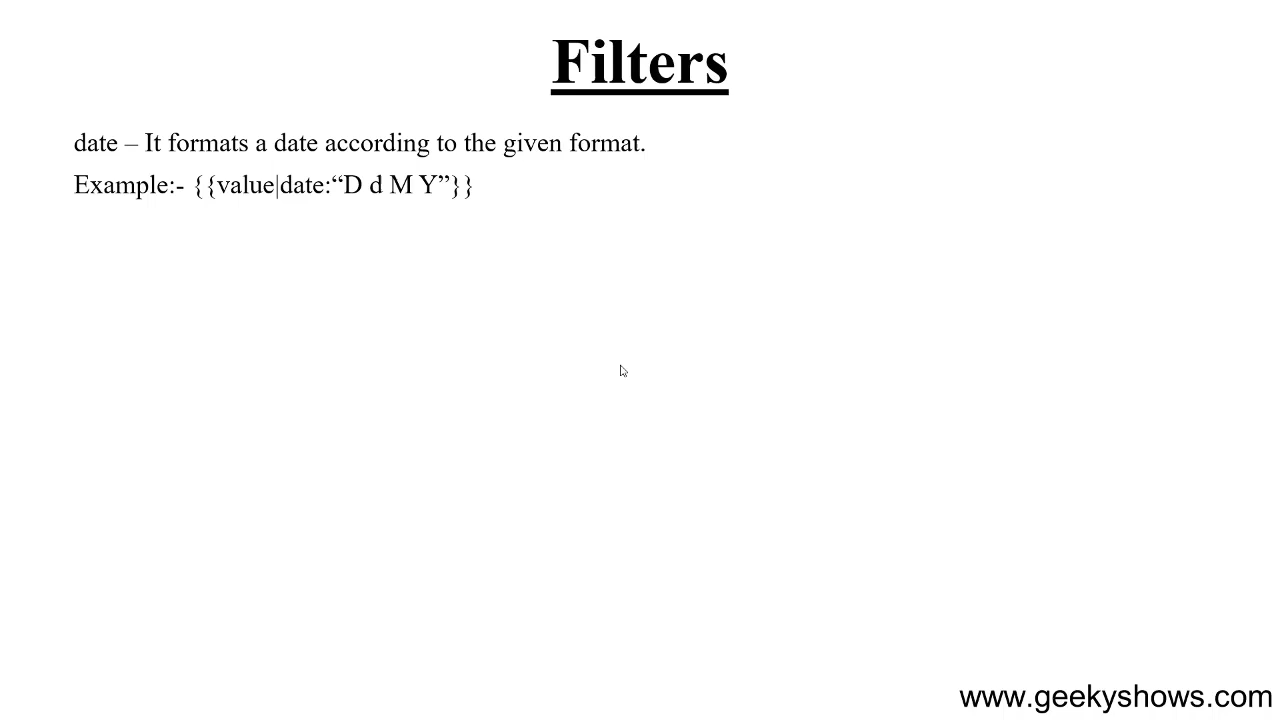 Filters
date – It formats a date according to the given format.
Example:- {{value|date:“D d M Y”}}
www.geekyshows.com